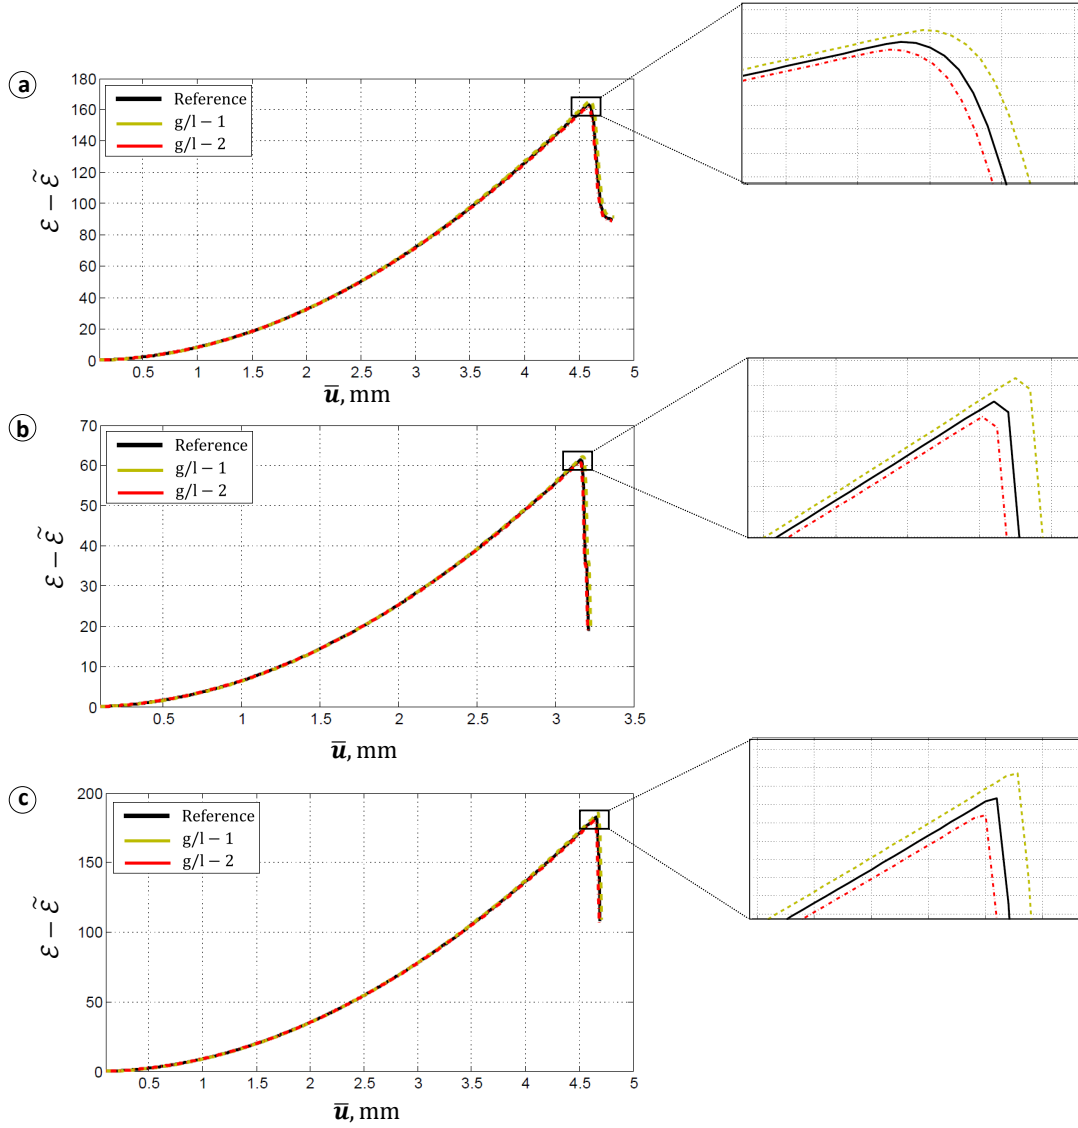 a
180
160
140
120
100
80
60
40
20
0
ℰ − ℰ̃
Reference
g/l − 1
g/l − 2
0.5 1 1.5 2 2.5 3 3.5 4 4.5 5
u̅, mm
b
70
60
50
40
30
20
10
0
ℰ − ℰ̃
Reference
g/l − 1
g/l − 2
0.5 1 1.5 2 2.5 3 3.5
u̅, mm
c
200
150
100
50
0
ℰ − ℰ̃
Reference
g/l − 1
g/l − 2
0.5 1 1.5 2 2.5 3 3.5 4 4.5 5
u̅, mm